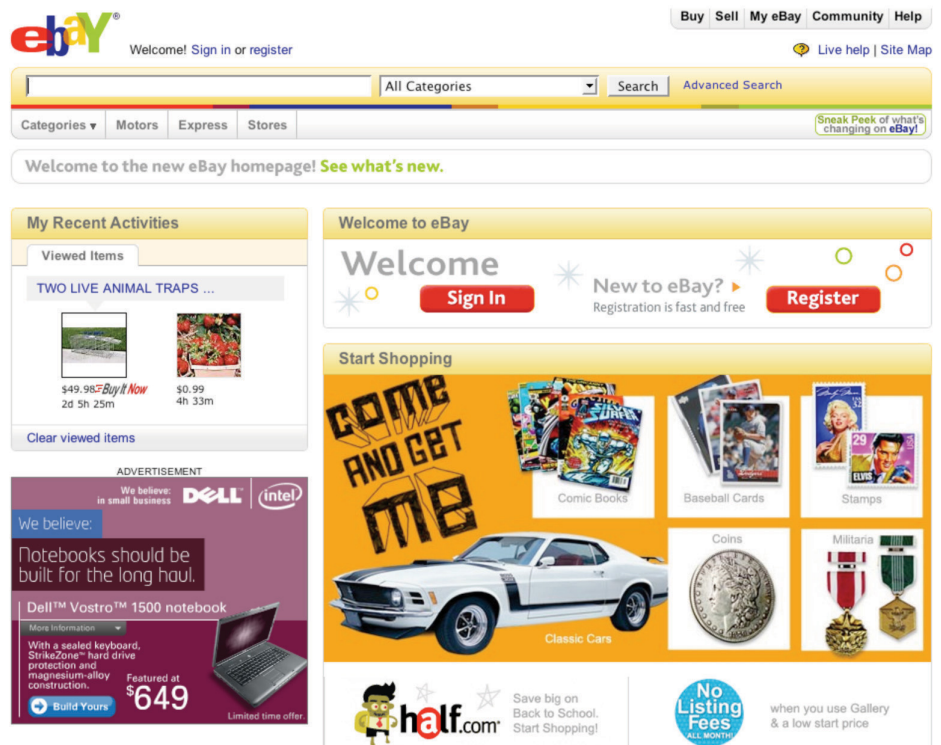 ebaY®
Buy Sell My eBay Community Help
Welcome! Sign in or register
Live help | Site Map
All Categories
Search
Advanced Search
Categories ▾ Motors Express Stores
Sneak Peek of what's
changing on eBay!
Welcome to the new eBay homepage! See what's new.
My Recent Activities
Viewed Items
TWO LIVE ANIMAL TRAPS ...
$49.98 Buy It Now
2d 5h 25m
$0.99
4h 33m
Clear viewed items
ADVERTISEMENT
We believe:
in small business
DELL
intel
We believe:
Notebooks should be
built for the long haul.
Dell™ Vostro™ 1500 notebook
More Information
With a sealed keyboard,
StrikeZone™ hard drive
protection and
magnesium-alloy
construction.
Featured at
$649
Build Yours
Limited time offer.
Welcome to eBay
Welcome
Sign In
New to eBay?
Registration is fast and free
Register
Start Shopping
COME
AND GET
ME
SILVER
SURFER
Comic Books
Baseball Cards
29
USA
ELVIS
Stamps
Coins
Militaria
Classic Cars
half.com
Save big on
Back to School.
Start Shopping!
No
Listing
Fees
ALL MONTH!
when you use Gallery
& a low start price